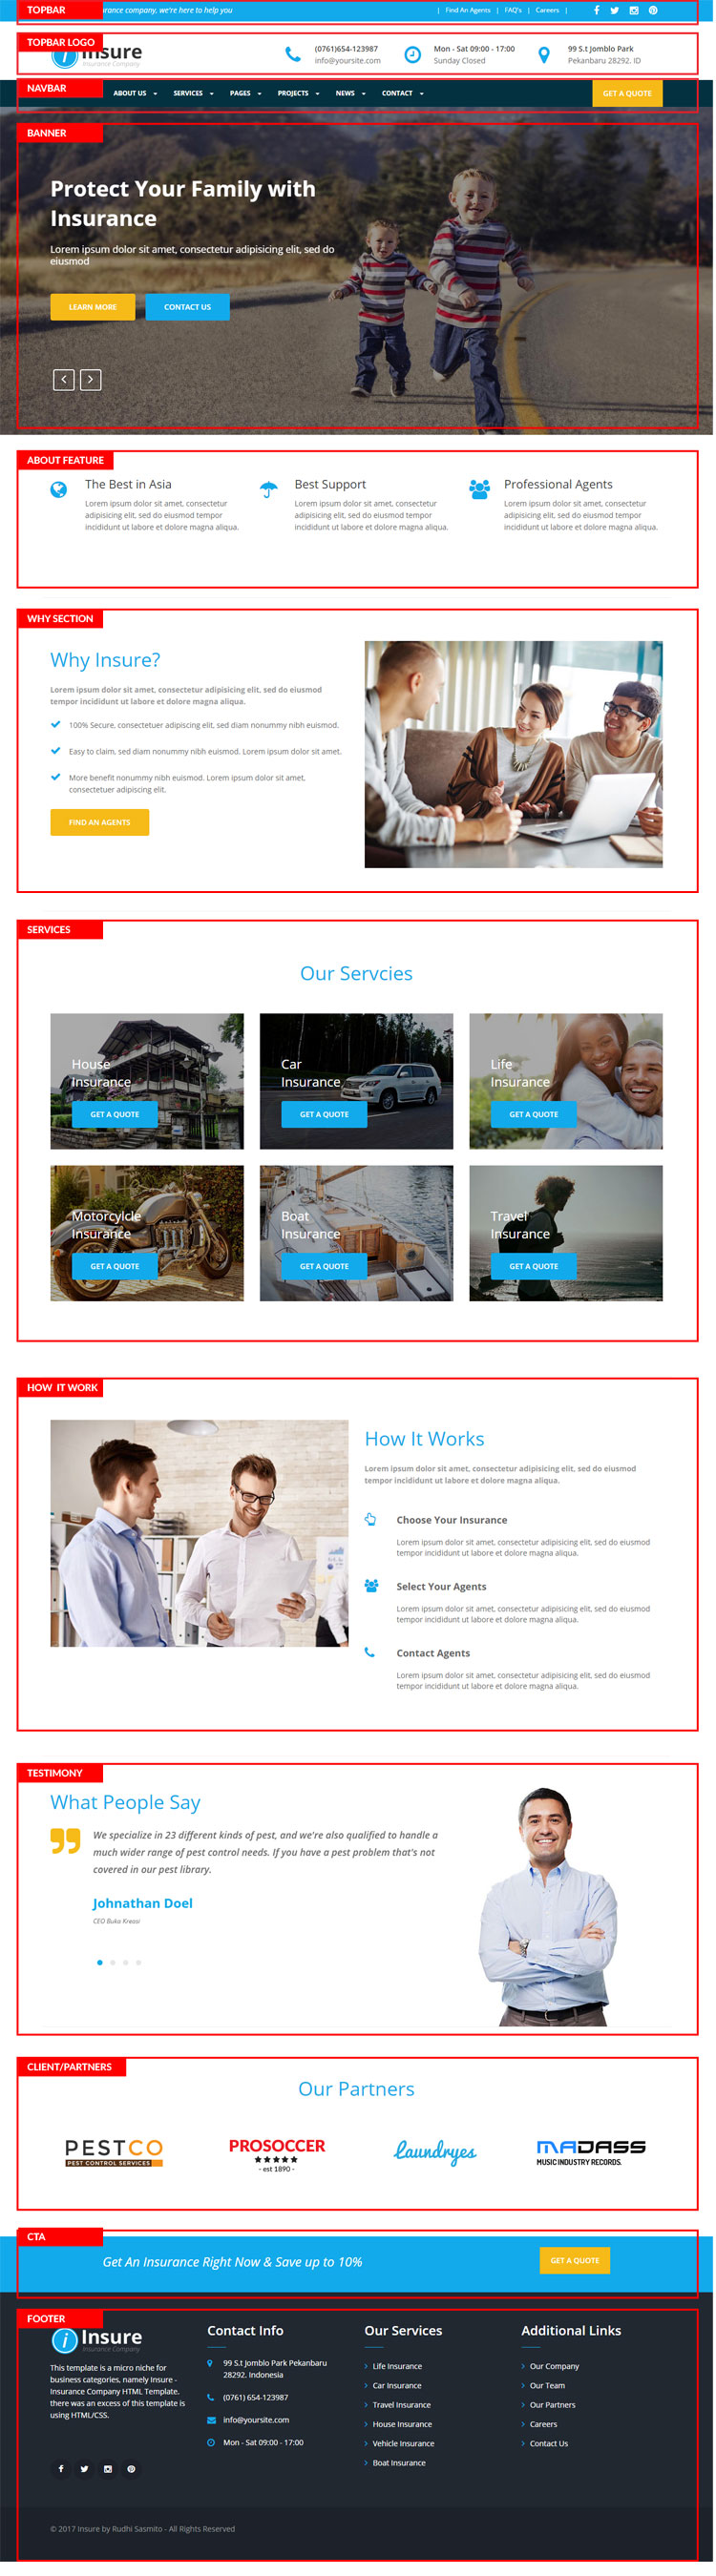 TOPBAR
rance company, we're here to help you
| Find An Agents | FAQ's | Careers |
TOPBAR LOGO
Insure
Insurance Company
(0761)654-123987
info@yoursite.com
Mon - Sat 09:00 - 17:00
Sunday Closed
99 S.t Jomblo Park
Pekanbaru 28292. ID
NAVBAR
ABOUT US SERVICES PAGES PROJECTS NEWS CONTACT GET A QUOTE
BANNER
Protect Your Family with
Insurance
Lorem ipsum dolor sit amet, consectetur adipisicing elit, sed do
eiusmod
LEARN MORE CONTACT US
ABOUT FEATURE
The Best in Asia
Lorem ipsum dolor sit amet, consectetur
adipisicing elit, sed do eiusmod tempor
incididunt ut labore et dolore magna aliqua.
Best Support
Lorem ipsum dolor sit amet, consectetur
adipisicing elit, sed do eiusmod tempor
incididunt ut labore et dolore magna aliqua.
Professional Agents
Lorem ipsum dolor sit amet, consectetur
adipisicing elit, sed do eiusmod tempor
incididunt ut labore et dolore magna aliqua.
WHY SECTION
Why Insure?
Lorem ipsum dolor sit amet, consectetur adipisicing elit, sed do eiusmod
tempor incididunt ut labore et dolore magna aliqua.
100% Secure, consectetuer adipiscing elit, sed diam nonummy nibh euismod.
Easy to claim, sed diam nonummy nibh euismod. Lorem ipsum dolor sit amet.
More benefit nonummy nibh euismod. Lorem ipsum dolor sit amet,
consectetuer adipiscing elit.
FIND AN AGENTS
SERVICES
Our Servcies
House
Insurance
GET A QUOTE
Car
Insurance
GET A QUOTE
Life
Insurance
GET A QUOTE
Motorcylcle
Insurance
GET A QUOTE
Boat
Insurance
GET A QUOTE
Travel
Insurance
GET A QUOTE
HOW IT WORK
How It Works
Lorem ipsum dolor sit amet, consectetur adipisicing elit, sed do eiusmod
tempor incididunt ut labore et dolore magna aliqua.
Choose Your Insurance
Lorem ipsum dolor sit amet, consectetur adipisicing elit, sed do eiusmod
tempor incididunt ut labore et dolore magna aliqua.
Select Your Agents
Lorem ipsum dolor sit amet, consectetur adipisicing elit, sed do eiusmod
tempor incididunt ut labore et dolore magna aliqua.
Contact Agents
Lorem ipsum dolor sit amet, consectetur adipisicing elit, sed do eiusmod
tempor incididunt ut labore et dolore magna aliqua.
TESTIMONY
What People Say
We specialize in 23 different kinds of pest, and we're also qualified to handle a
much wider range of pest control needs. If you have a pest problem that's not
covered in our pest library.
Johnathan Doel
CEO Buka Kreasi
CLIENT/PARTNERS
Our Partners
PESTCO
PEST CONTROL SERVICES
PROSOCCER
- est 1890 -
Laundryes
MADASS
MUSIC INDUSTRY RECORDS.
CTA
Get An Insurance Right Now & Save up to 10%
GET A QUOTE
FOOTER
Insure
Insurance Company
This template is a micro niche for
business categories, namely Insure -
Insurance Company HTML Template.
there was an excess of this template is
using HTML/CSS.
Contact Info
99 S.t Jomblo Park Pekanbaru
28292. Indonesia
(0761) 654-123987
info@yoursite.com
Mon - Sat 09:00 - 17:00
Our Services
Life Insurance
Car Insurance
Travel Insurance
House Insurance
Vehicle Insurance
Boat Insurance
Additional Links
Our Company
Our Team
Our Partners
Careers
Contact Us
© 2017 Insure by Rudhi Sasmito - All Rights Reserved